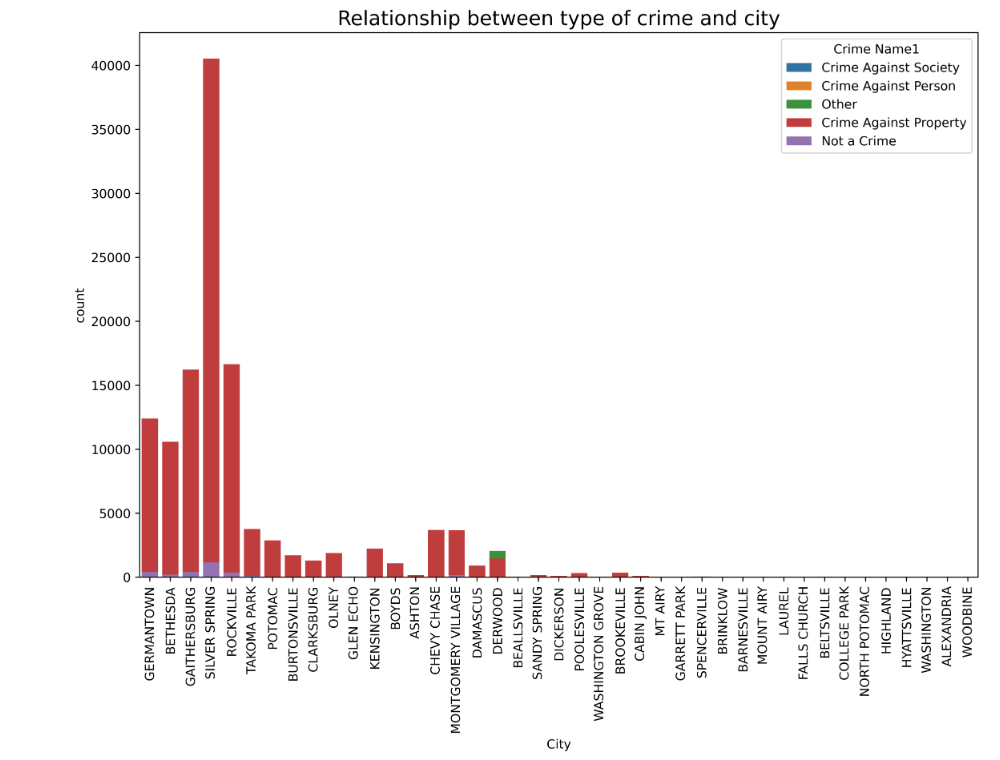 Relationship between type of crime and city
Crime Name1
Crime Against Society
Crime Against Person
Other
Crime Against Property
Not a Crime
count
40000
35000
30000
25000
20000
15000
10000
5000
0
GERMANTOWN
BETHESDA
GAITHERSBURG
SILVER SPRING
ROCKVILLE
TAKOMA PARK
POTOMAC
BURTONSVILLE
CLARKSBURG
OLNEY
GLEN ECHO
KENSINGTON
BOYDS
ASHTON
CHEVY CHASE
MONTGOMERY VILLAGE
DAMASCUS
DERWOOD
BEALLSVILLE
SANDY SPRING
DICKERSON
POOLESVILLE
WASHINGTON GROVE
BROOKEVILLE
CABIN JOHN
MT AIRY
GARRETT PARK
SPENCERVILLE
BRINKLOW
BARNESVILLE
MOUNT AIRY
LAUREL
FALLS CHURCH
BELTSVILLE
COLLEGE PARK
NORTH POTOMAC
HIGHLAND
HYATTSVILLE
WASHINGTON
ALEXANDRIA
WOODBINE
City